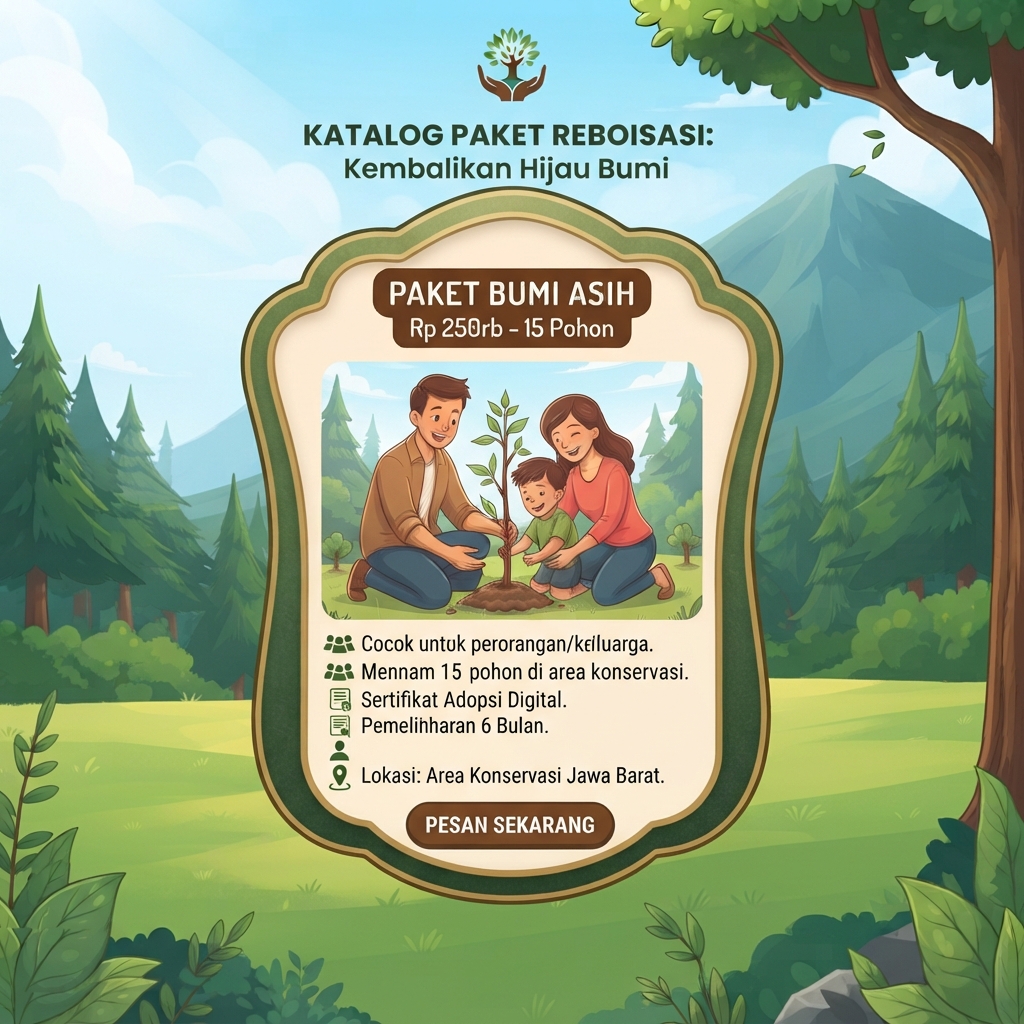 KATALOG PAKET REBOISASI:
Kembalikan Hijau Bumi
PAKET BUMI ASIH
Rp 250rb – 15 Pohon
Cocok untuk perorangan/keíluarga.
Mennam 15 pohon di area konservasi.
Sertifikat Adopsi Digital.
Pemelihharan 6 Bulan.
Lokasi: Area Konservasi Jawa Barat.
PESAN SEKARANG